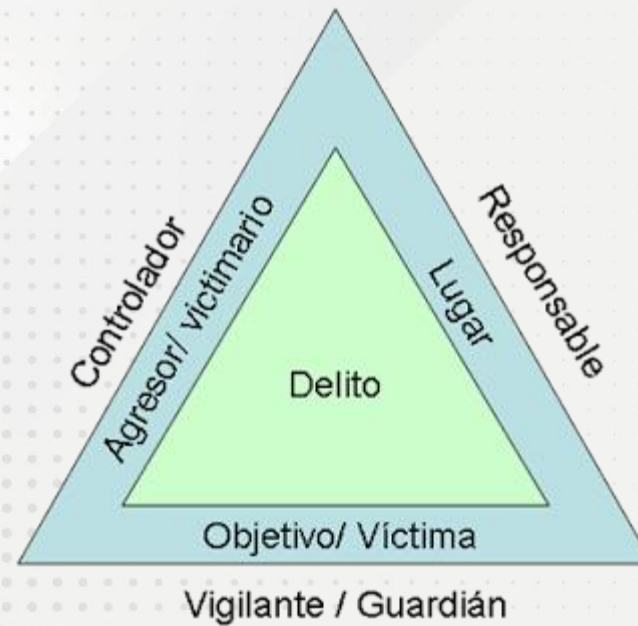 Controlador
Responsable
Agresor/ victimario
Lugar
Delito
Objetivo/ Víctima
Vigilante / Guardián